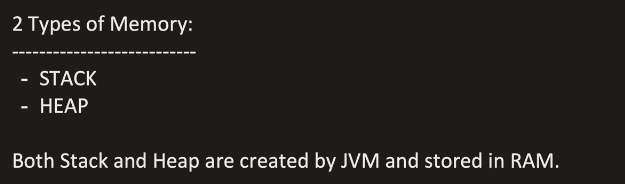 2 Types of Memory:
----------------------------
- STACK
- HEAP
Both Stack and Heap are created by JVM and stored in RAM.